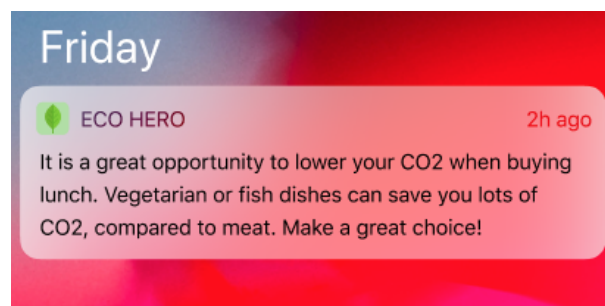 Friday
ECO HERO 2h ago
It is a great opportunity to lower your CO2 when buying
lunch. Vegetarian or fish dishes can save you lots of
CO2, compared to meat. Make a great choice!